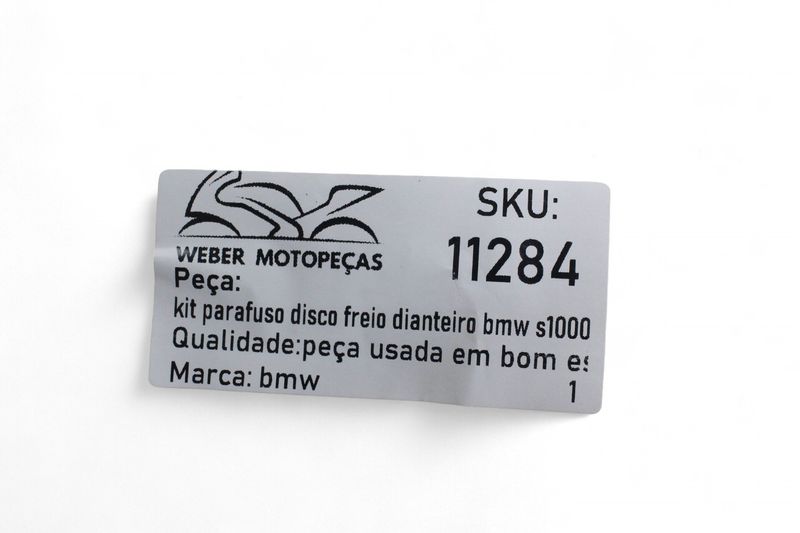 WEBER MOTOPEÇAS
SKU:
11284
Peça:
kit parafuso disco freio dianteiro bmw s1000
Qualidade:peça usada em bom es
Marca: bmw
1